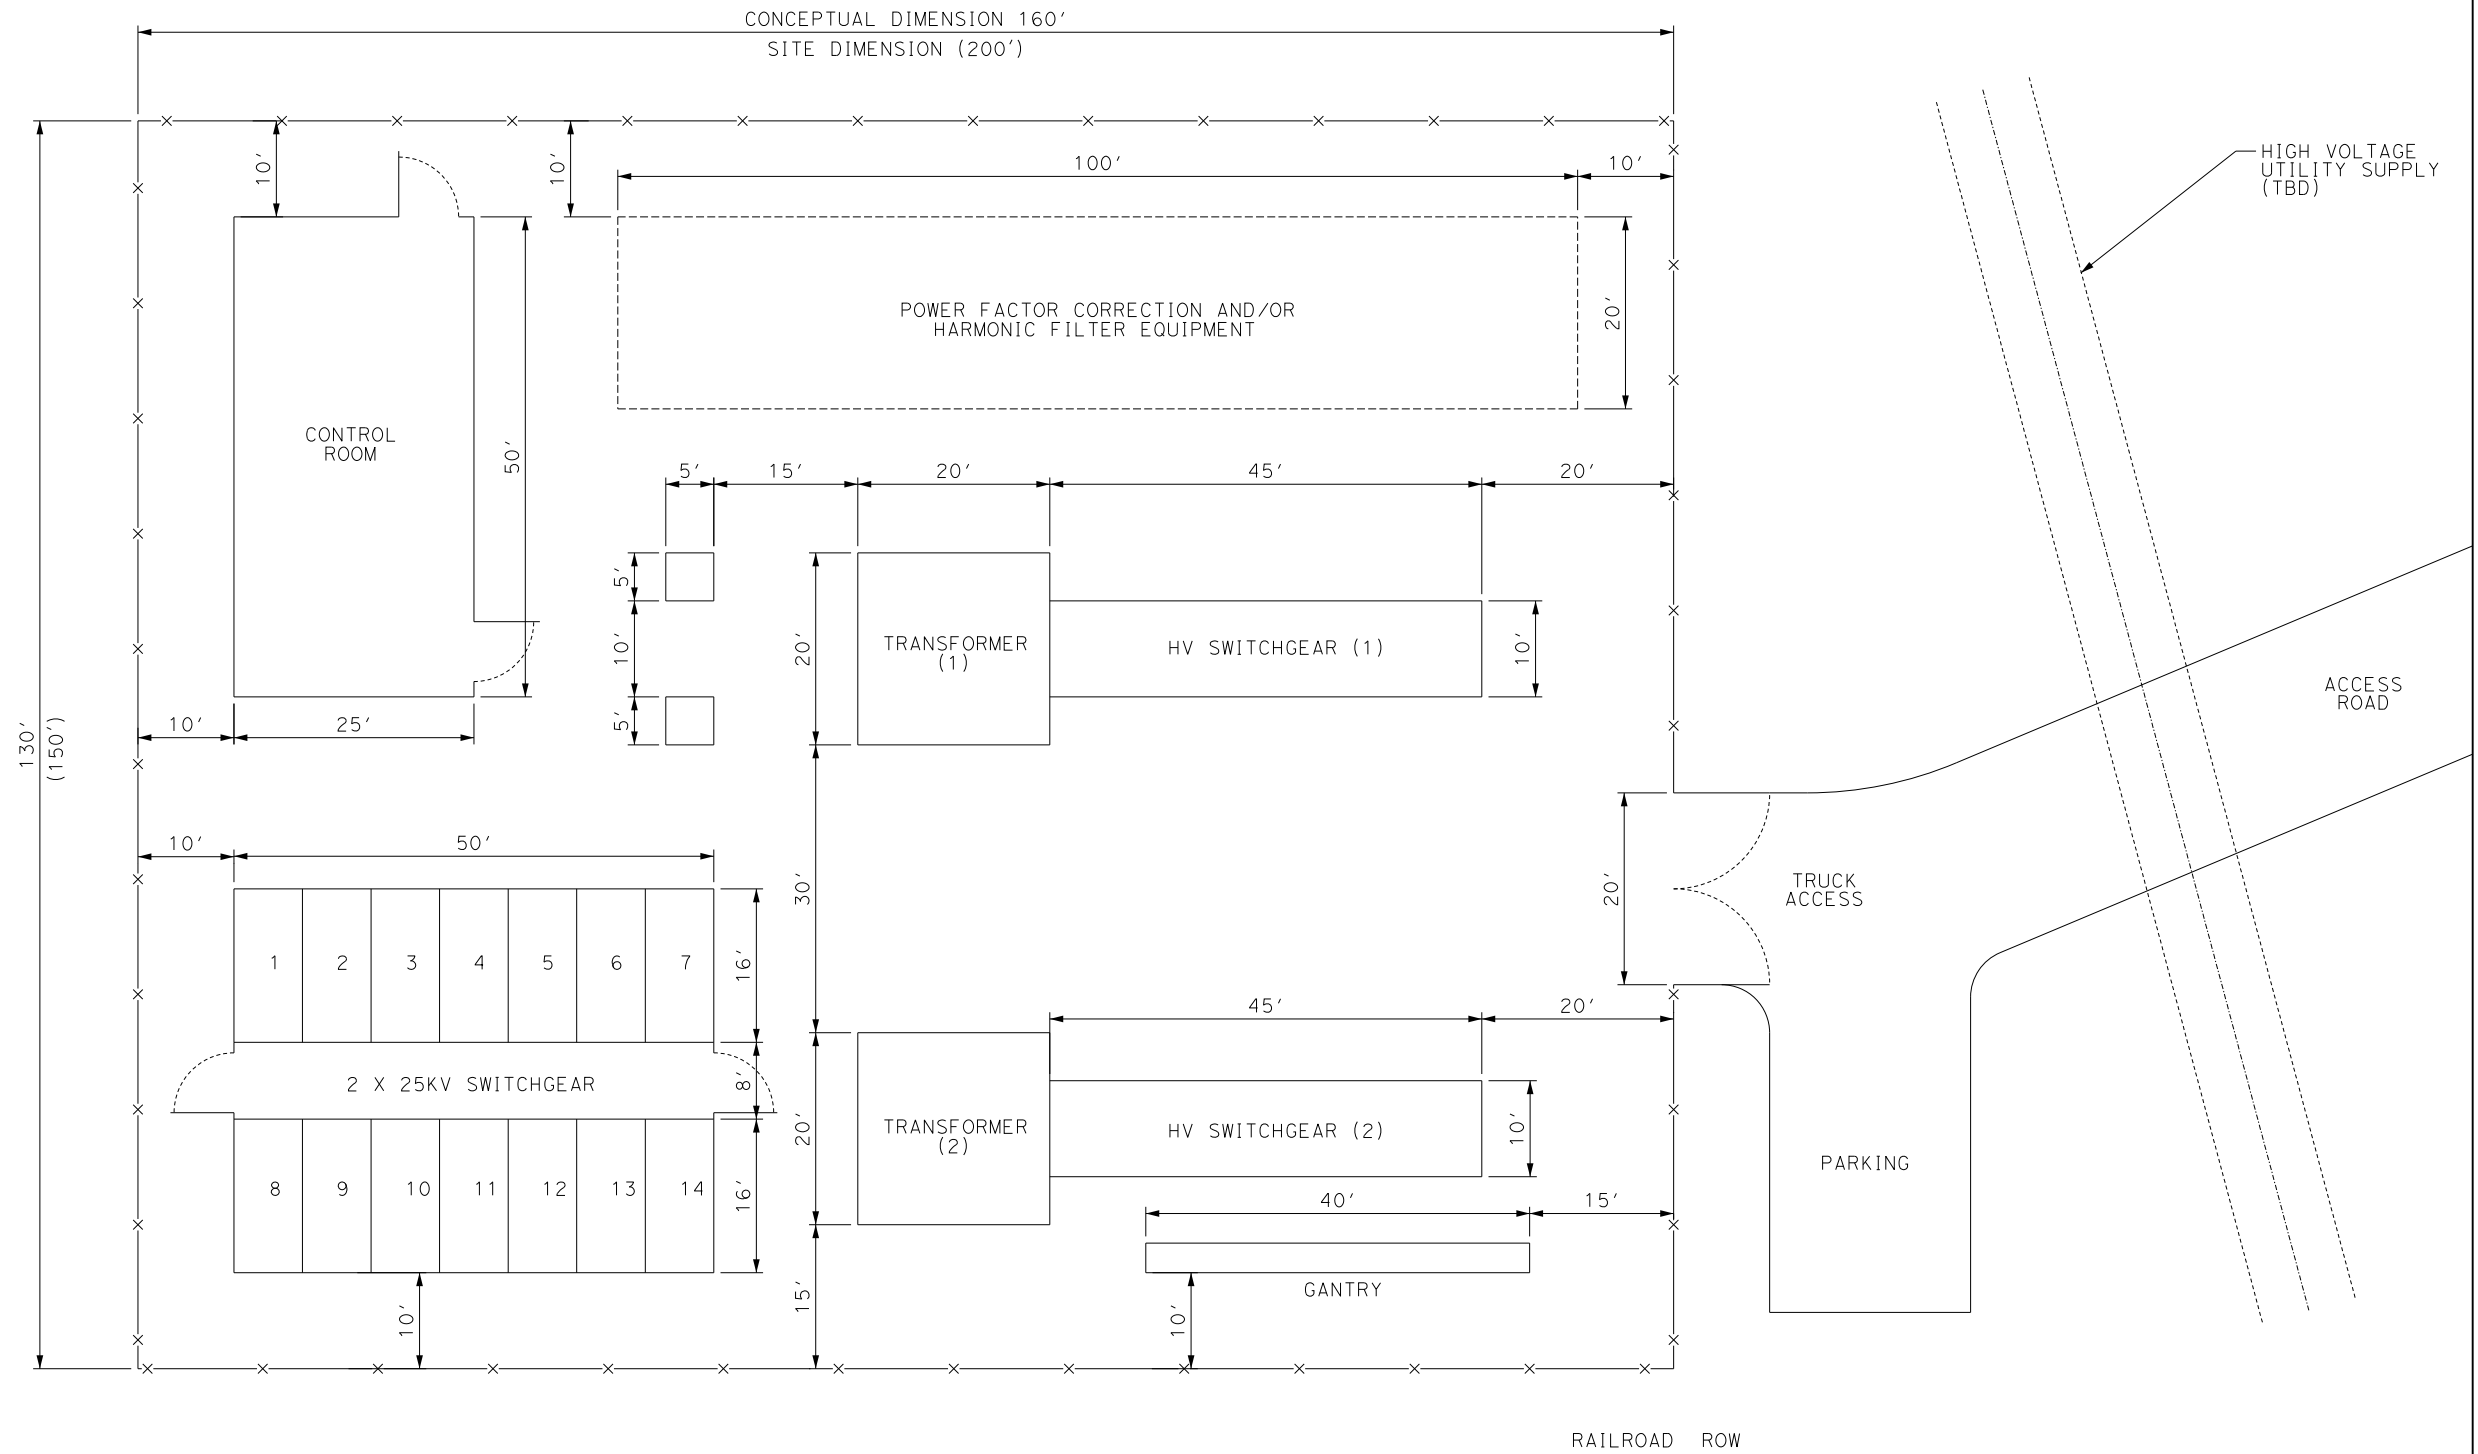 CONCEPTUAL DIMENSION 160'
SITE DIMENSION (200')
10'
10'
100'
10'
HIGH VOLTAGE
UTILITY SUPPLY
(TBD)
POWER FACTOR CORRECTION AND/OR
HARMONIC FILTER EQUIPMENT
20'
CONTROL
ROOM
50'
5'
15'
20'
45'
20'
5'
10'
5'
20'
TRANSFORMER
(1)
HV SWITCHGEAR (1)
10'
ACCESS
ROAD
10'
25'
130'
(150')
10'
50'
30'
20'
TRUCK
ACCESS
1
2
3
4
5
6
7
16'
45'
20'
2 X 25KV SWITCHGEAR
8'
20'
TRANSFORMER
(2)
HV SWITCHGEAR (2)
10'
PARKING
8
9
10
11
12
13
14
16'
40'
15'
GANTRY
10'
15'
10'
RAILROAD ROW